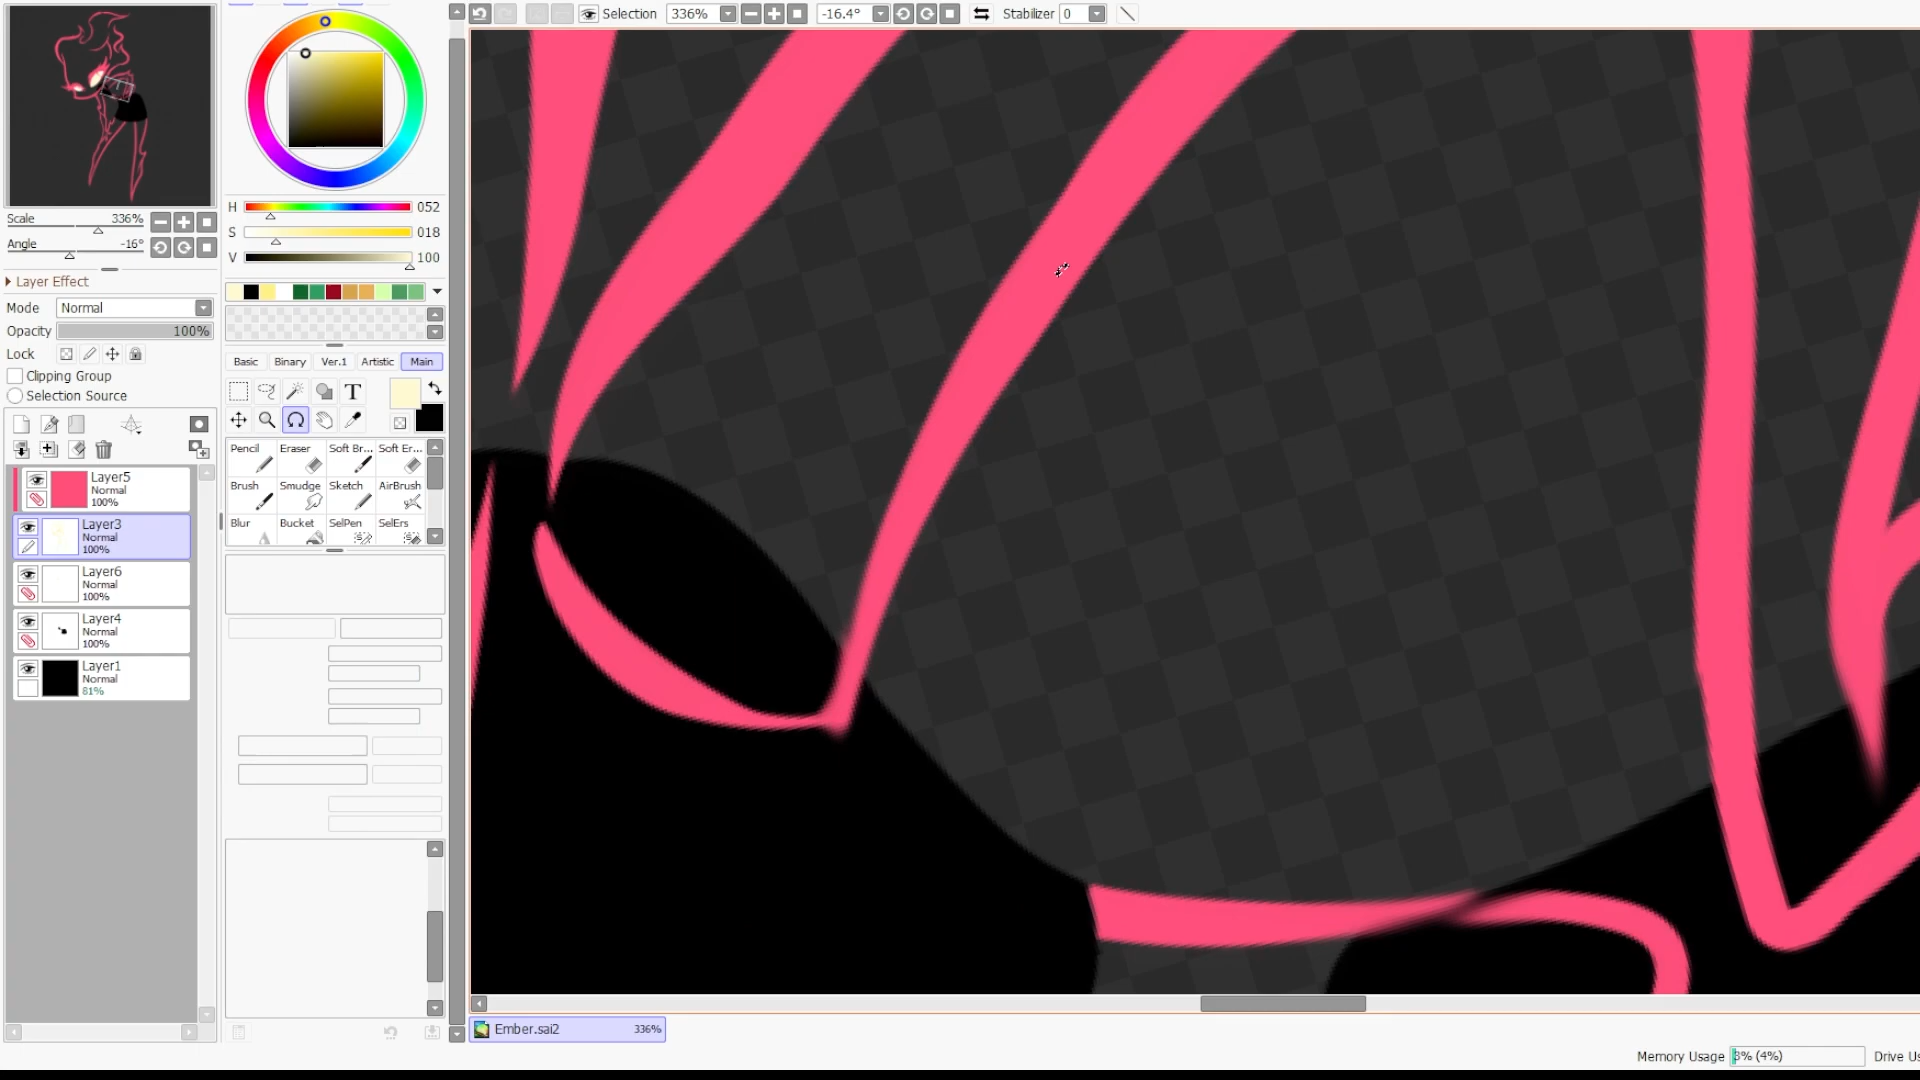 Selection 336% -16.4° Stabilizer 0
Scale 336%
Angle -16°
Layer Effect
Mode Normal
Opacity 100%
Lock
Clipping Group
Selection Source
Layer5
Normal
100%
Layer3
Normal
100%
Layer6
Normal
100%
Layer4
Normal
100%
Layer1
Normal
81%
H 052
S 018
V 100
Basic Binary Ver.1 Artistic Main
T
Pencil Eraser Soft Br... Soft Er...
Brush Smudge Sketch AirBrush
Blur Bucket SelPen SelErs
Ember.sai2 336%
Memory Usage 3% (4%) Drive Us